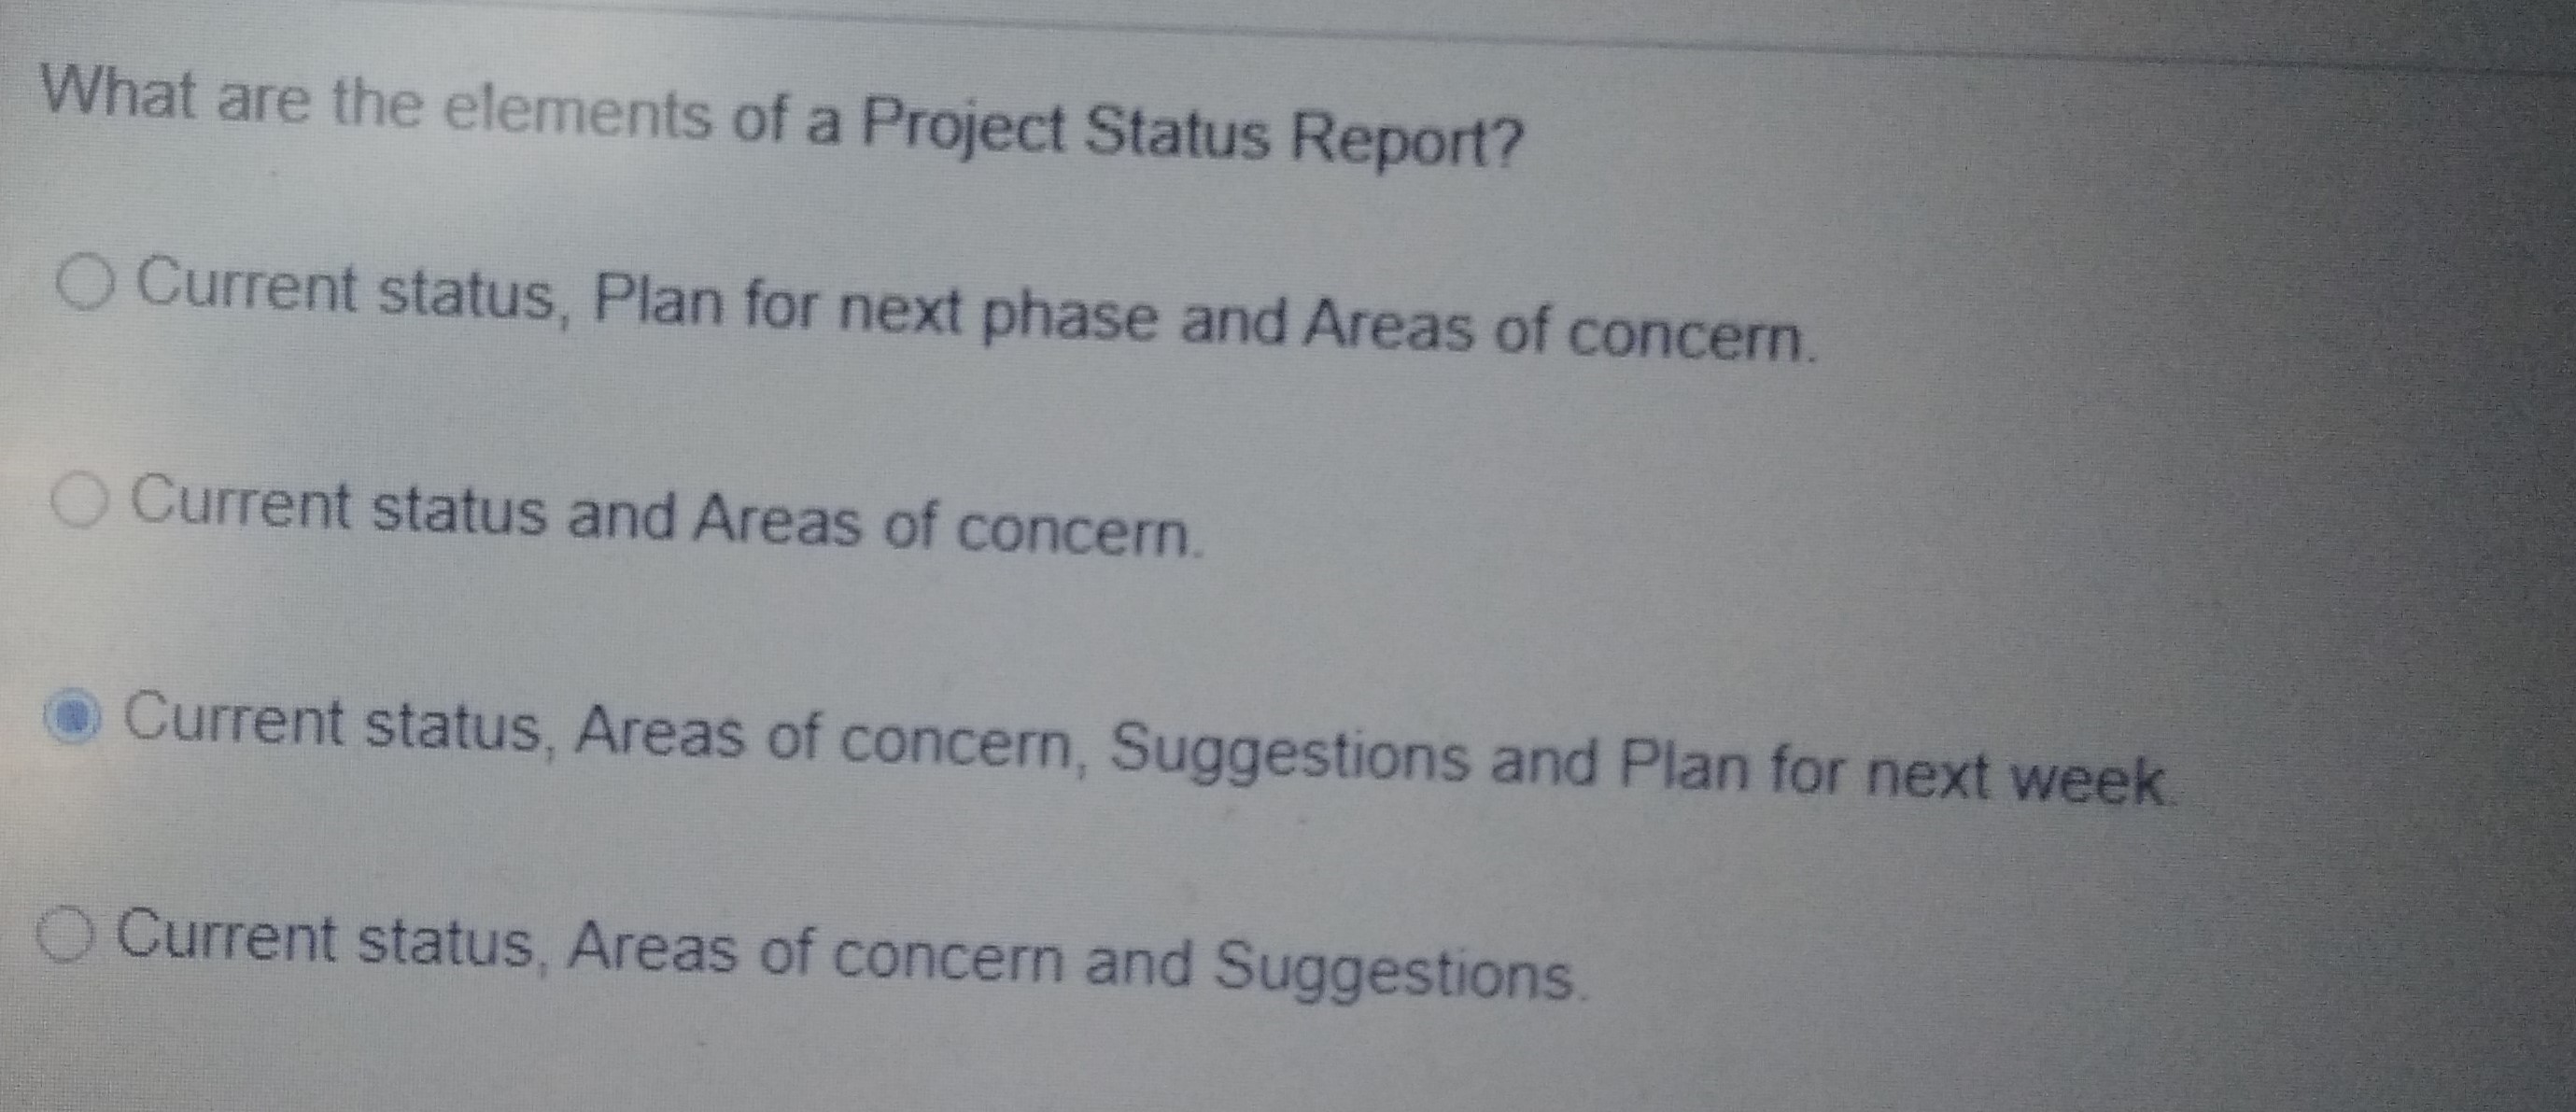 What are the elements of a Project Status Report?
Current status, Plan for next phase and Areas of concern.
Current status and Areas of concern.
Current status, Areas of concern, Suggestions and Plan for next week.
Current status, Areas of concern and Suggestions.